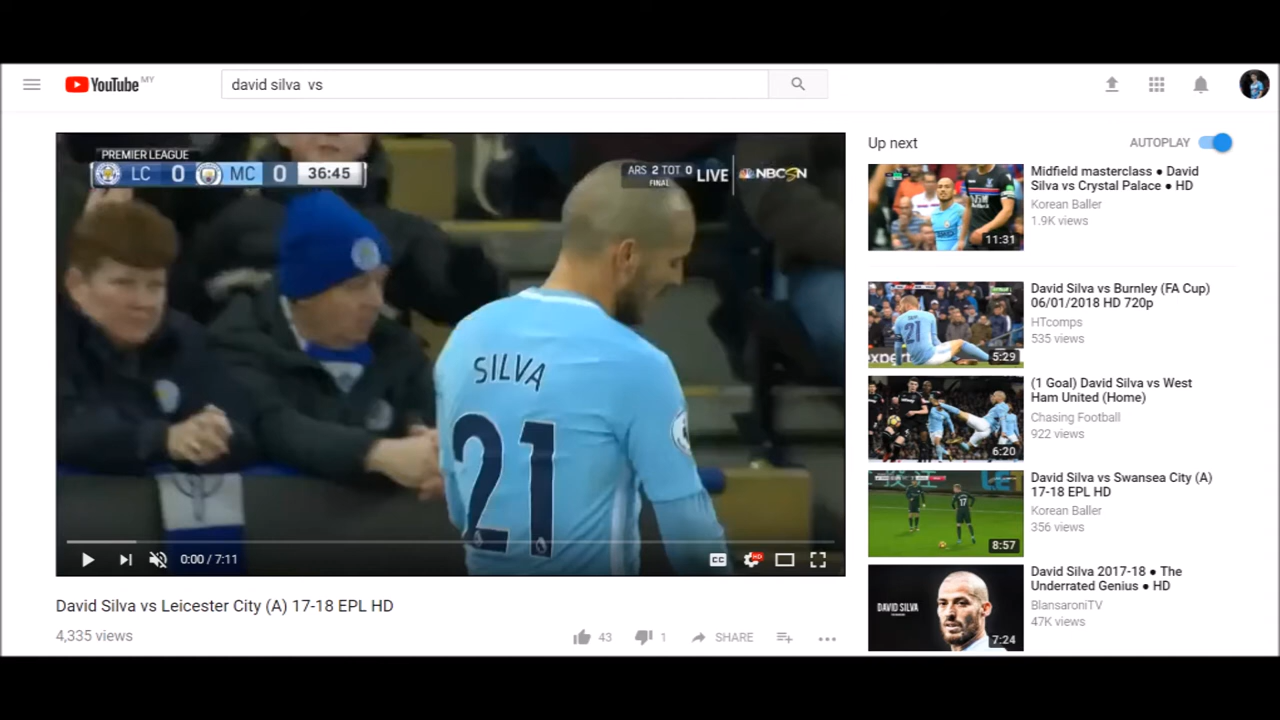 YouTube MY
david silva  vs
PREMIER LEAGUE
LC 0 MC 0 36:45
ARS 2 TOT 0
FINAL
LIVE
NBCSN
SILVA
21
0:00 / 7:11
CC
HD
David Silva vs Leicester City (A) 17-18 EPL HD
4,335 views
43
1
SHARE
Up next
AUTOPLAY
11:31
Midfield masterclass ● David
Silva vs Crystal Palace ● HD
Korean Baller
1.9K views
21
expert
5:29
David Silva vs Burnley (FA Cup)
06/01/2018 HD 720p
HTcomps
535 views
6:20
(1 Goal) David Silva vs West
Ham United (Home)
Chasing Football
922 views
17
8:57
David Silva vs Swansea City (A)
17-18 EPL HD
Korean Baller
356 views
DAVID SILVA
7:24
David Silva 2017-18 ● The
Underrated Genius ● HD
BlansaroniTV
47K views